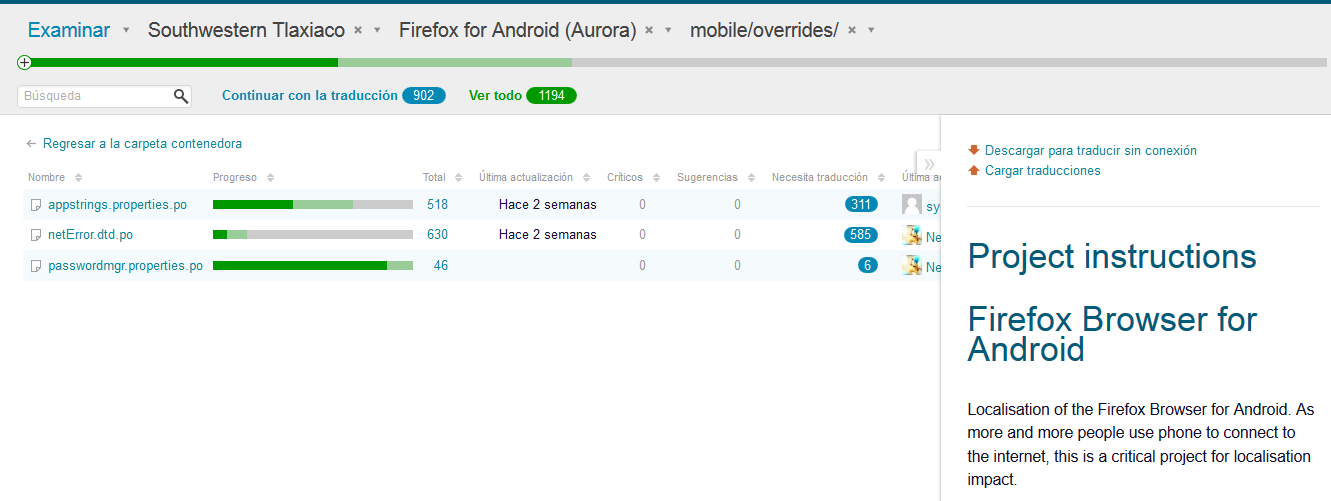 Examinar Southwestern Tlaxiaco × Firefox for Android (Aurora) × mobile/overrides/ ×
Búsqueda Continuar con la traducción 902 Ver todo 1194
← Regresar a la carpeta contenedora
Nombre Progreso Total Última actualización Críticos Sugerencias Necesita traducción Última a
appstrings.properties.po 518 Hace 2 semanas 0 0 311 sy
netError.dtd.po 630 Hace 2 semanas 0 0 585 Ne
passwordmgr.properties.po 46 0 0 6 Ne
»
Descargar para traducir sin conexión
Cargar traducciones
Project instructions
Firefox Browser for
Android
Localisation of the Firefox Browser for Android. As
more and more people use phone to connect to
the internet, this is a critical project for localisation
impact.